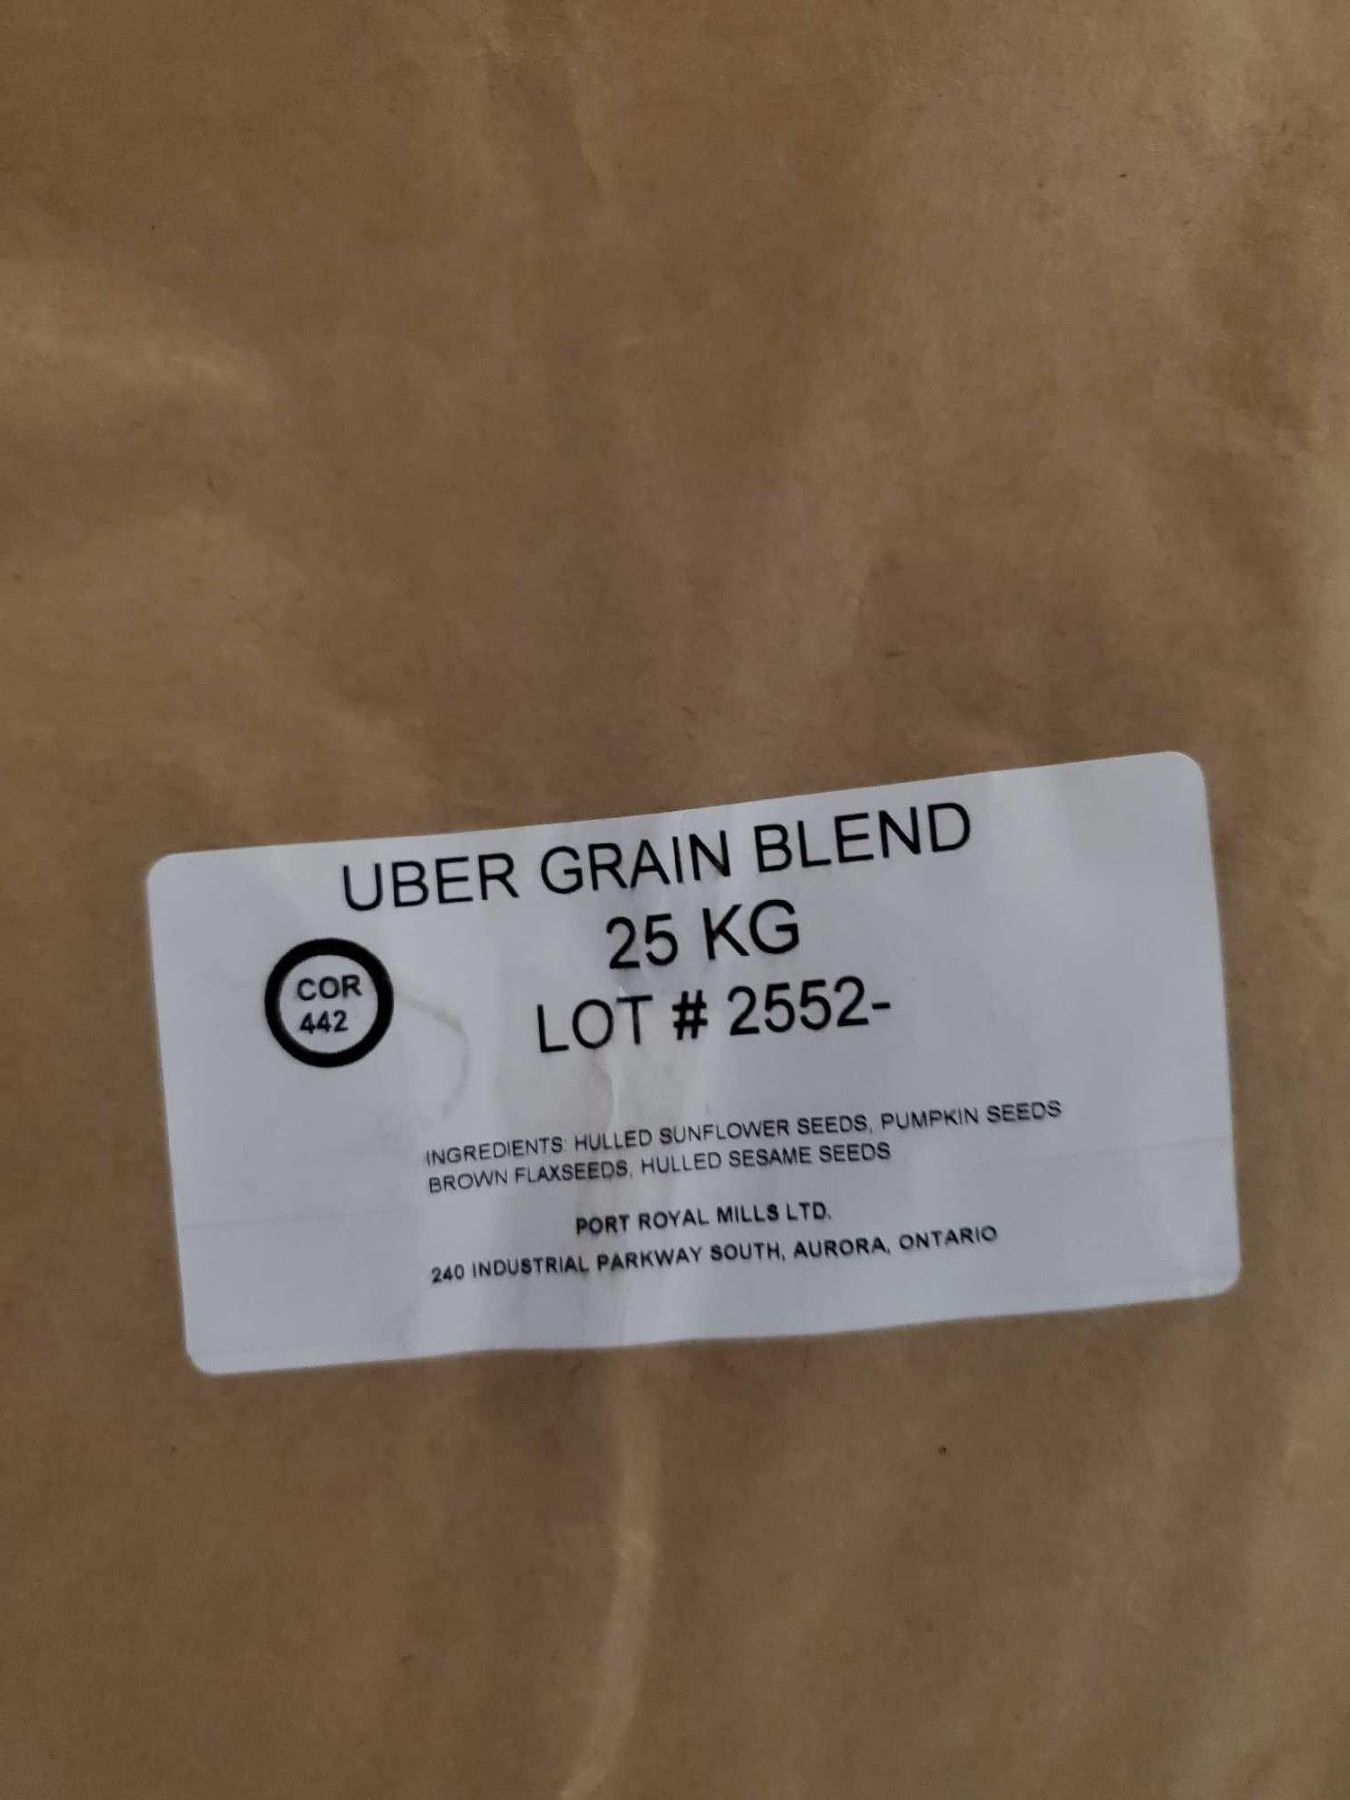 UBER GRAIN BLEND
25 KG
COR
442
LOT # 2552-
INGREDIENTS: HULLED SUNFLOWER SEEDS, PUMPKIN SEEDS
BROWN FLAXSEEDS, HULLED SESAME SEEDS
PORT ROYAL MILLS LTD.
240 INDUSTRIAL PARKWAY SOUTH, AURORA, ONTARIO